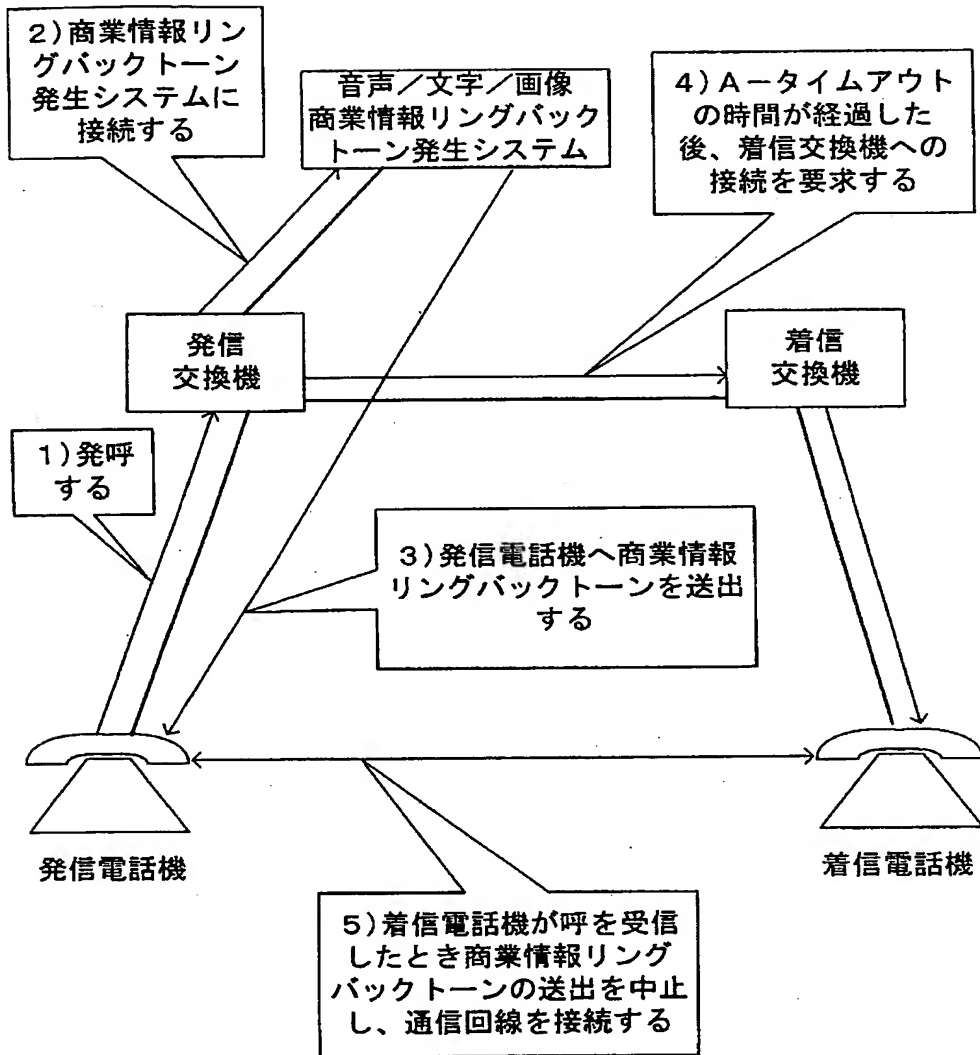 2)商業情報リン
グバックトーン
発生システムに
接続する
音声/文字/画像
商業情報リングバック
トーン発生システム
4)A-タイムアウト
の時間が経過した
後、着信交換機への
接続を要求する
発信
交換機
着信
交換機
1)発呼
する
3)発信電話機へ商業情報
リングバックトーンを送出
する
発信電話機
着信電話機
5)着信電話機が呼を受信
したとき商業情報リング
バックトーンの送出を中止
し、通信回線を接続する